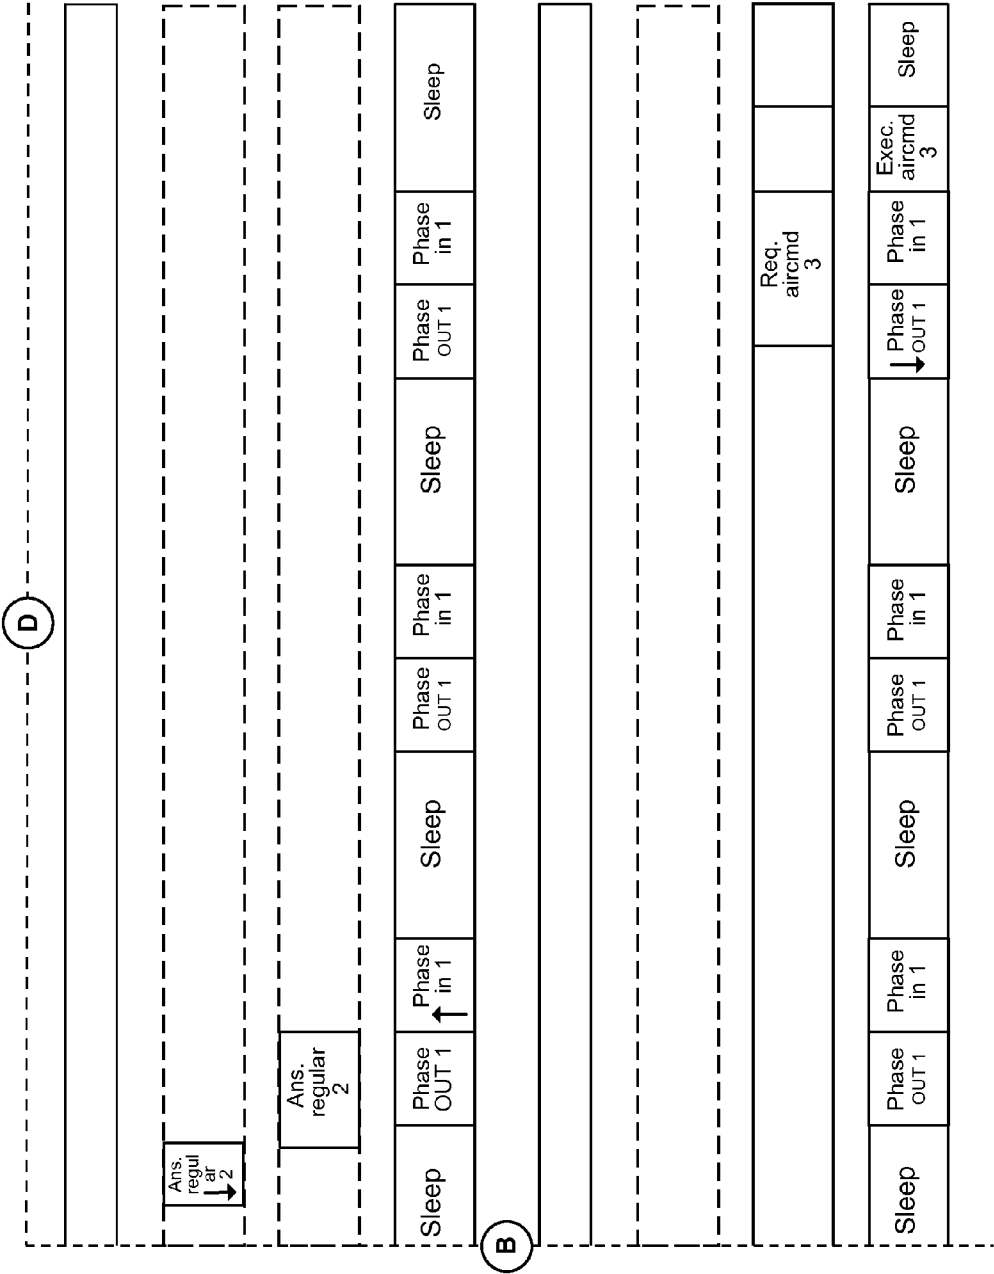 D
Ans.
regul
ar
2
Ans.
regular
2
Sleep
Phase
OUT 1
Phase
in 1
Sleep
Phase
OUT 1
Phase
in 1
Sleep
Phase
OUT 1
Phase
in 1
Sleep
B
Req.
aircmd
3
Sleep
Phase
OUT 1
Phase
in 1
Sleep
Phase
OUT 1
Phase
in 1
Sleep
Phase
OUT 1
Phase
in 1
Exec.
aircmd
3
Sleep